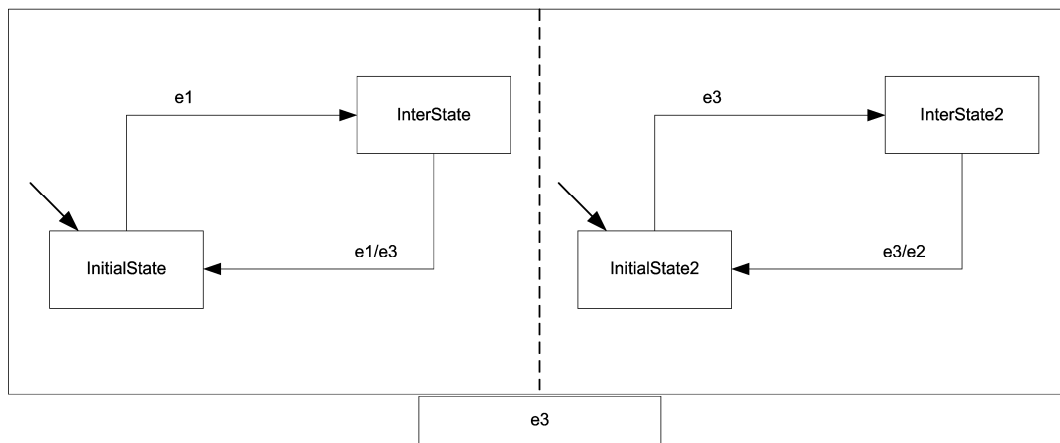 e1
InterState
InitialState
e1/e3
e3
InterState2
InitialState2
e3/e2
e3